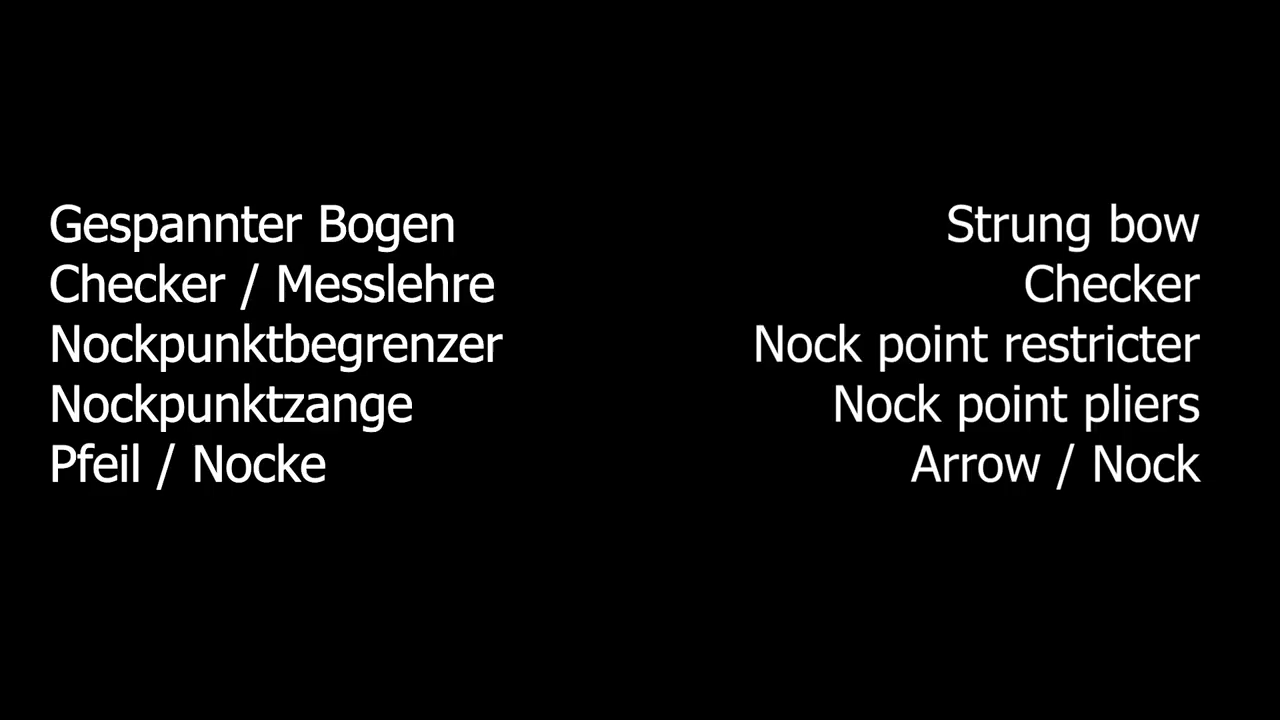 Gespannter Bogen Strung bow
Checker / Messlehre Checker
Nockpunktbegrenzer Nock point restricter
Nockpunktzange Nock point pliers
Pfeil / Nocke Arrow / Nock